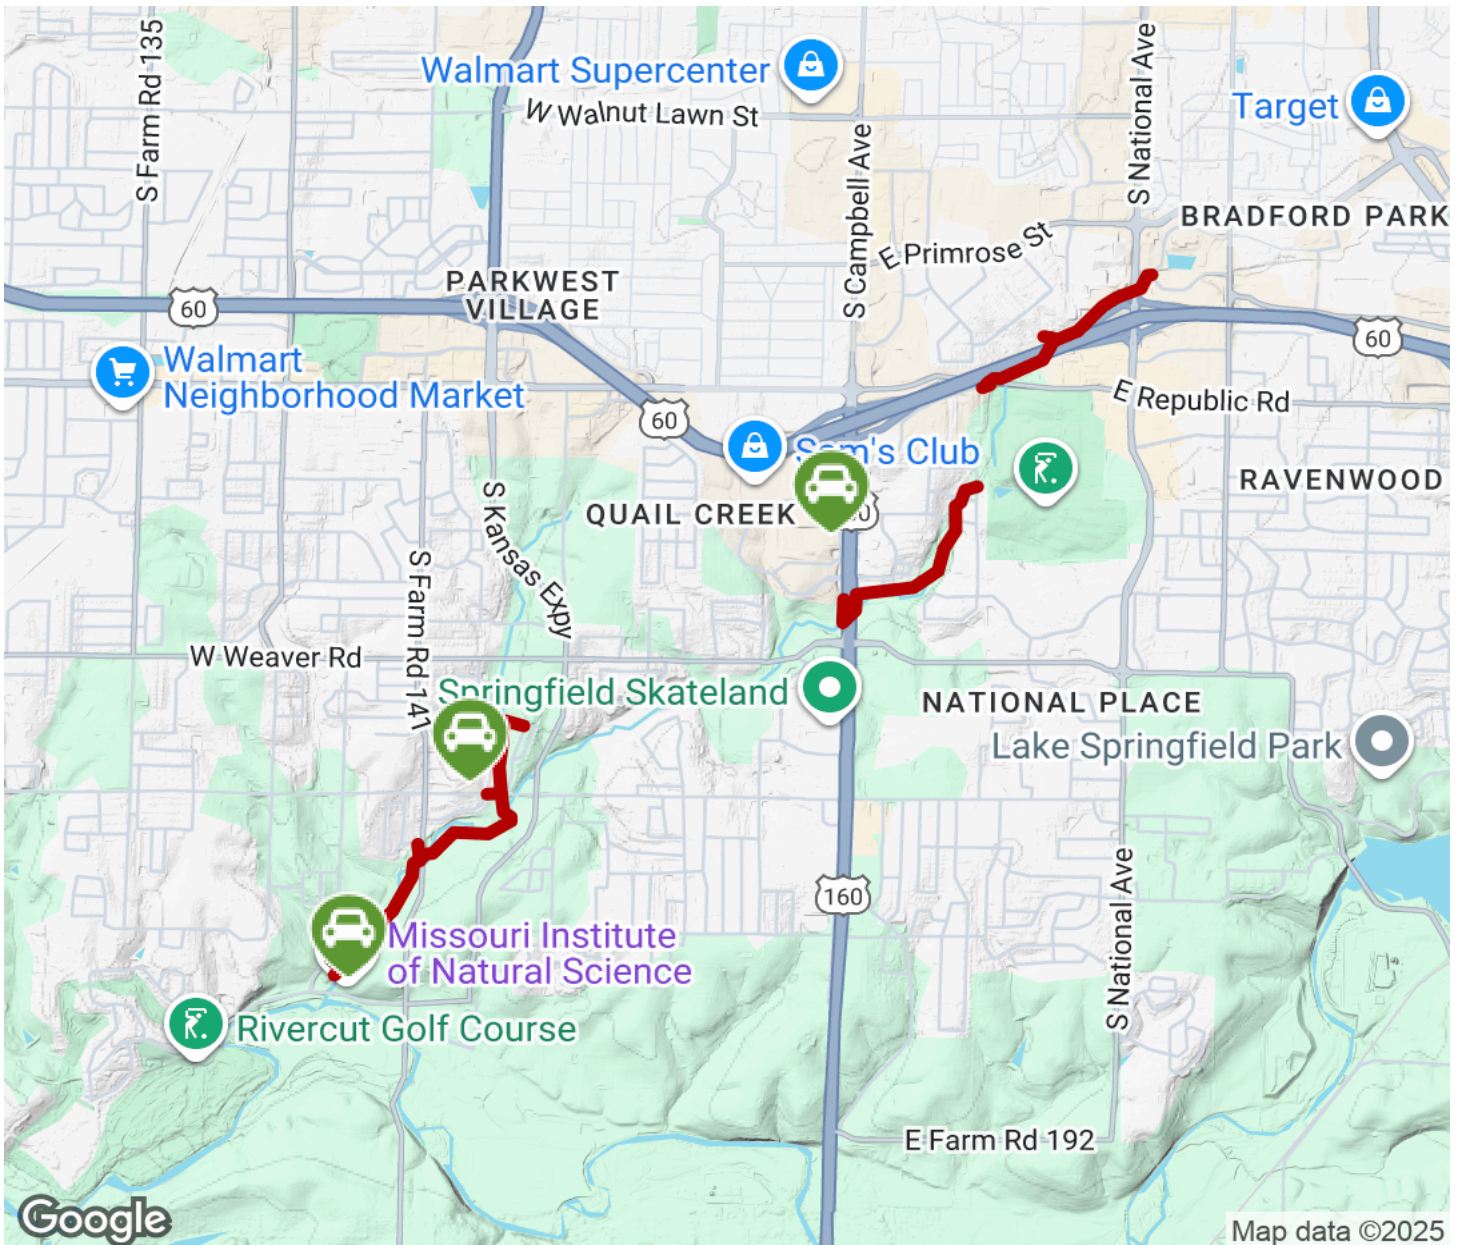 S Farm Rd 135
Walmart Supercenter
W Walnut Lawn St
S National Ave
Target
S Campbell Ave
E Primrose St
BRADFORD PARK
PARKWEST
VILLAGE
60
60
Walmart
Neighborhood Market
60
E Republic Rd
Sam's Club
RAVENWOOD
QUAIL CREEK
S Kansas Expy
S Farm Rd 141
W Weaver Rd
Springfield Skateland
NATIONAL PLACE
Lake Springfield Park
160
S National Ave
Missouri Institute
of Natural Science
Rivercut Golf Course
E Farm Rd 192
Google
Map data ©2025